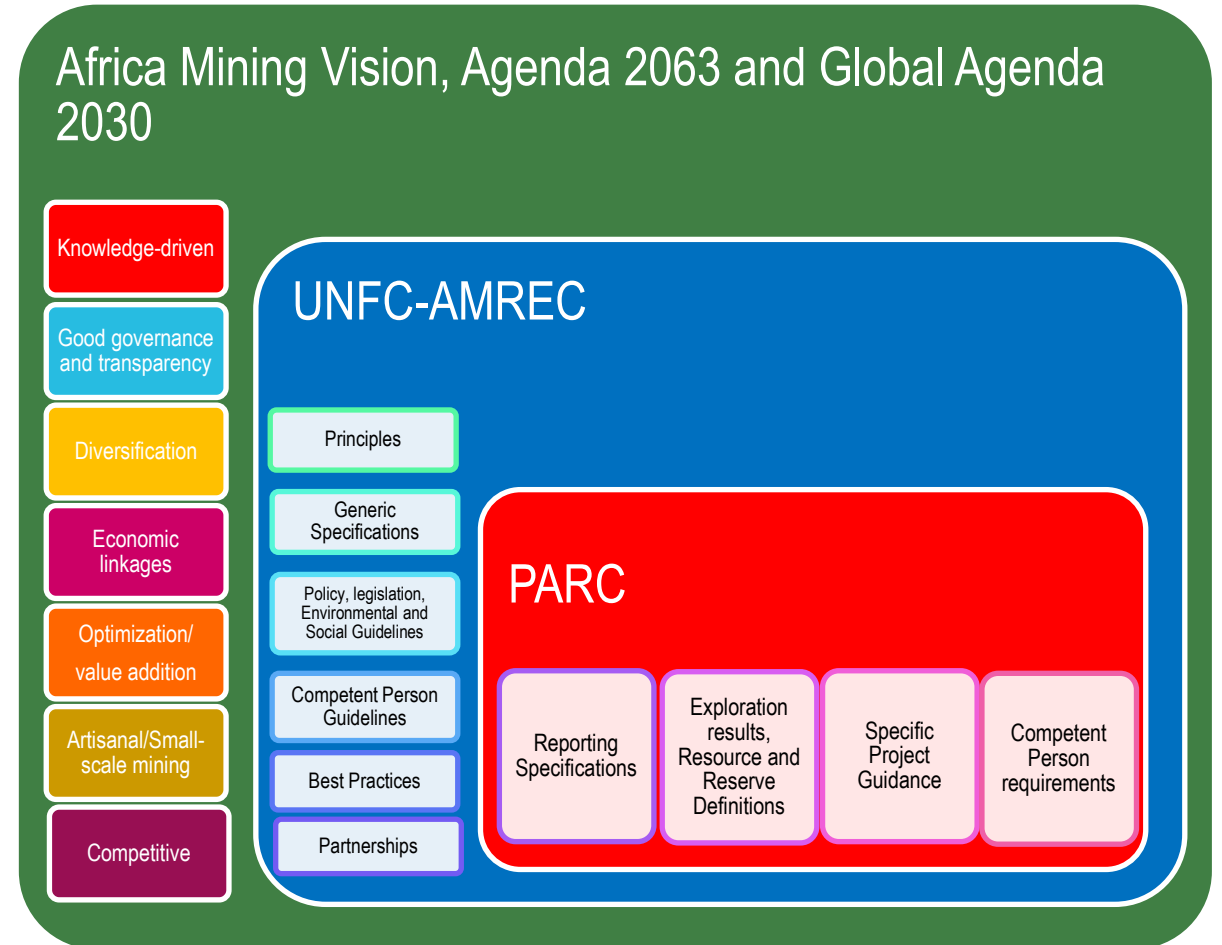 Africa Mining Vision, Agenda 2063 and Global Agenda
2030
Knowledge-driven
Good governance
and transparency
Diversification
Economic
linkages
Optimization/
value addition
Artisanal/Small-
scale mining
Competitive
UNFC-AMREC
Principles
Generic
Specifications
Policy, legislation,
Environmental and
Social Guidelines
Competent Person
Guidelines
Best Practices
Partnerships
PARC
Reporting
Specifications
Exploration
results,
Resource and
Reserve
Definitions
Specific
Project
Guidance
Competent
Person
requirements